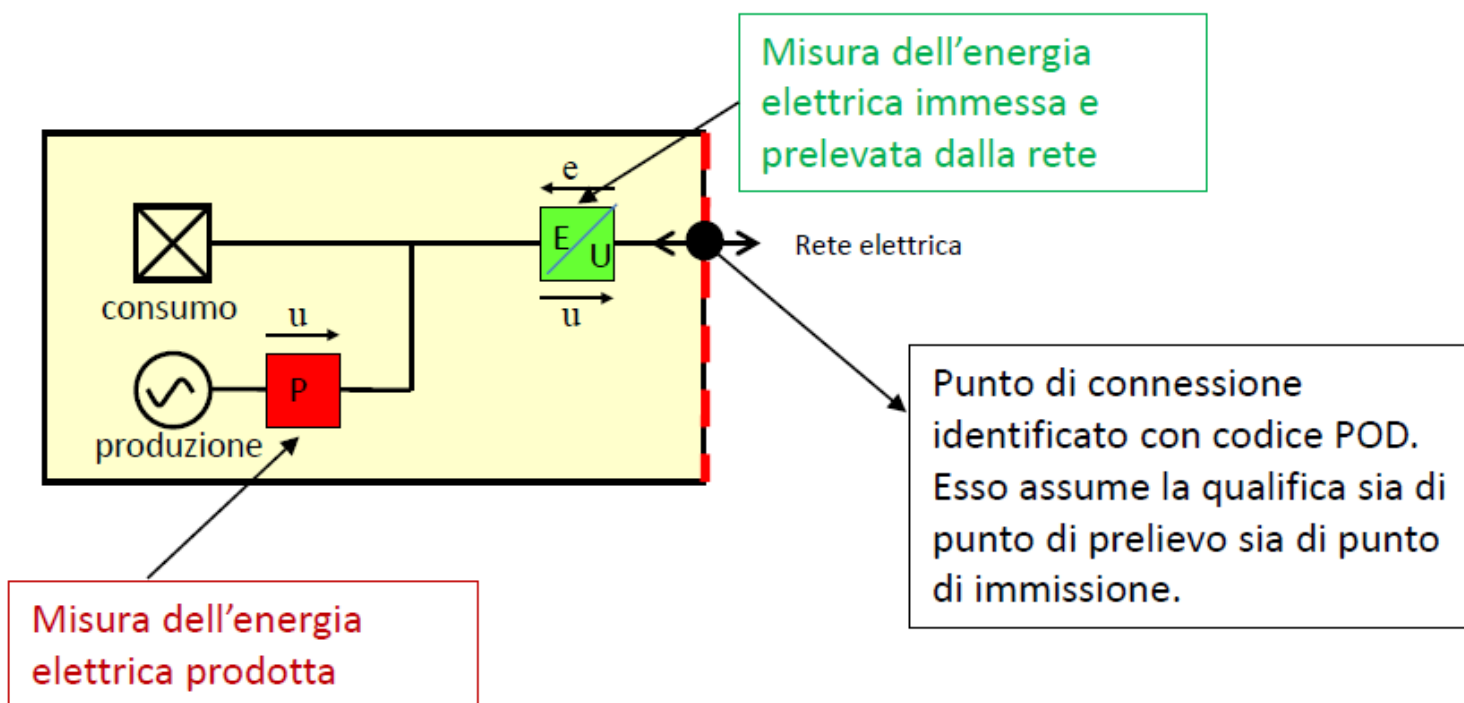 Misura dell'energia
elettrica immessa e
prelevata dalla rete
e
E
U
u
Rete elettrica
consumo
u
P
produzione
Punto di connessione
identificato con codice POD.
Esso assume la qualifica sia di
punto di prelievo sia di punto
di immissione.
Misura dell'energia
elettrica prodotta